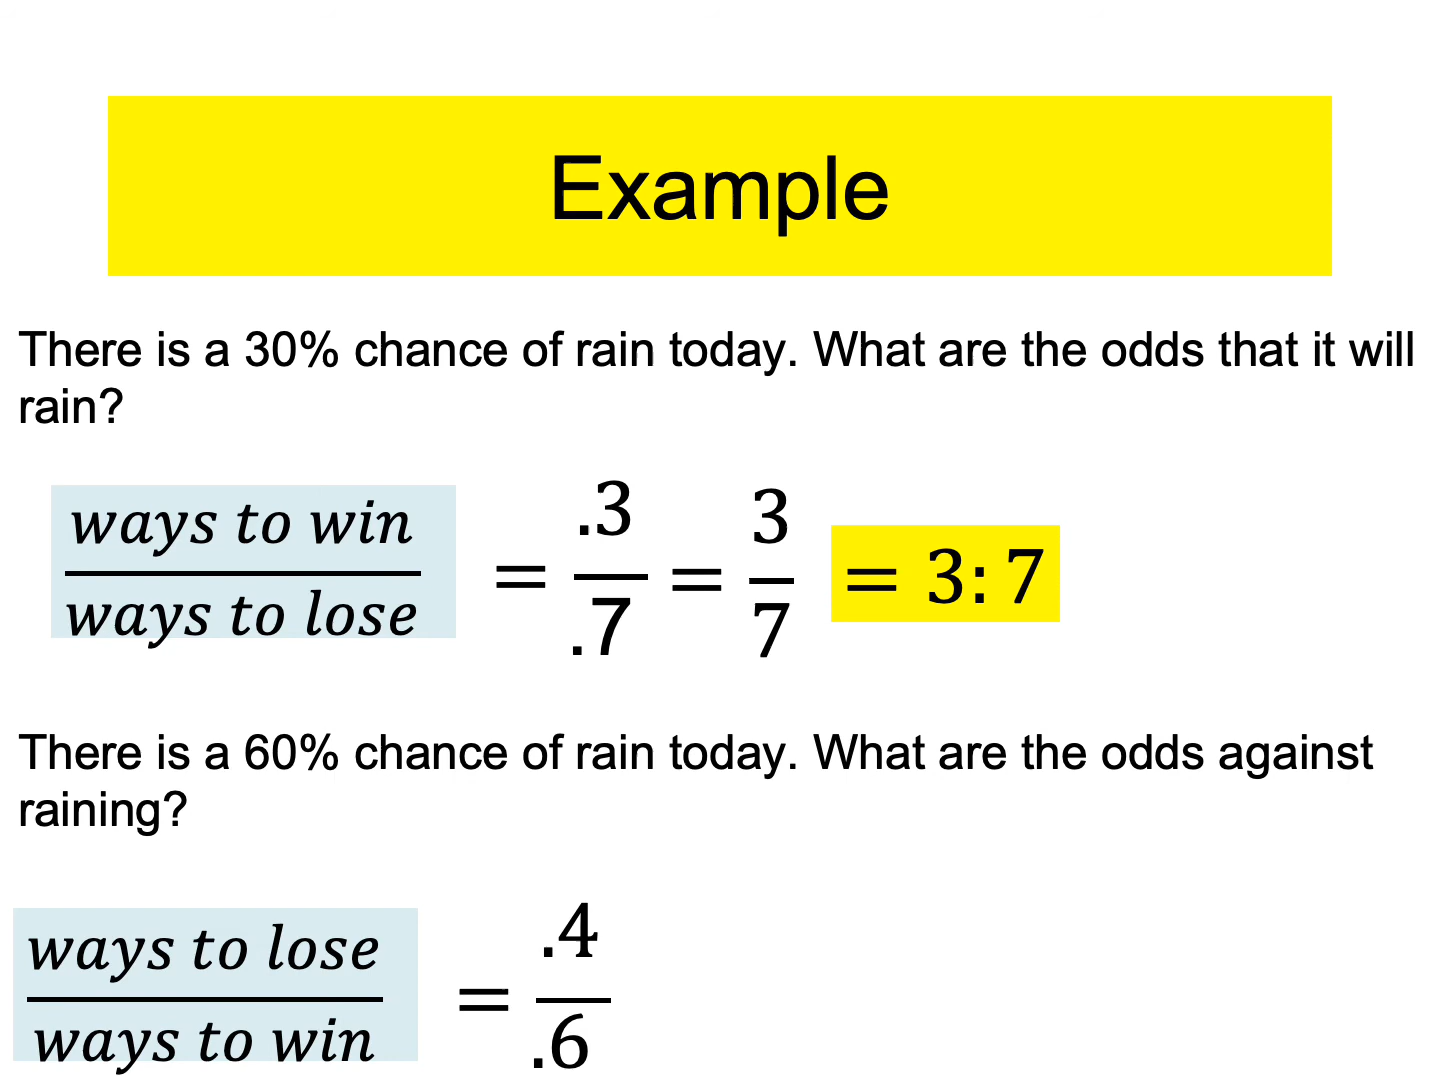 Example
There is a 30% chance of rain today. What are the odds that it will
rain?
ways to win
ways to lose
= .3/.7 = 3/7 = 3:7
There is a 60% chance of rain today. What are the odds against
raining?
ways to lose
ways to win
= .4/.6